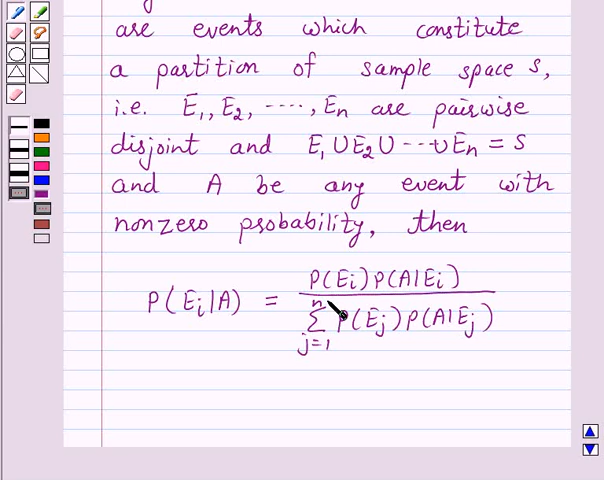 are events which constitute
a partition of sample space S,
i.e. E₁, E₂, ----, Eₙ are pairwise
disjoint and E₁ ∪ E₂ ∪ --- ∪ Eₙ = S
and A be any event with
nonzero probability, then
P(Eᵢ|A) = P(Eᵢ)P(A|Eᵢ) / n Σ j=1 P(Eⱼ)P(A|Eⱼ)